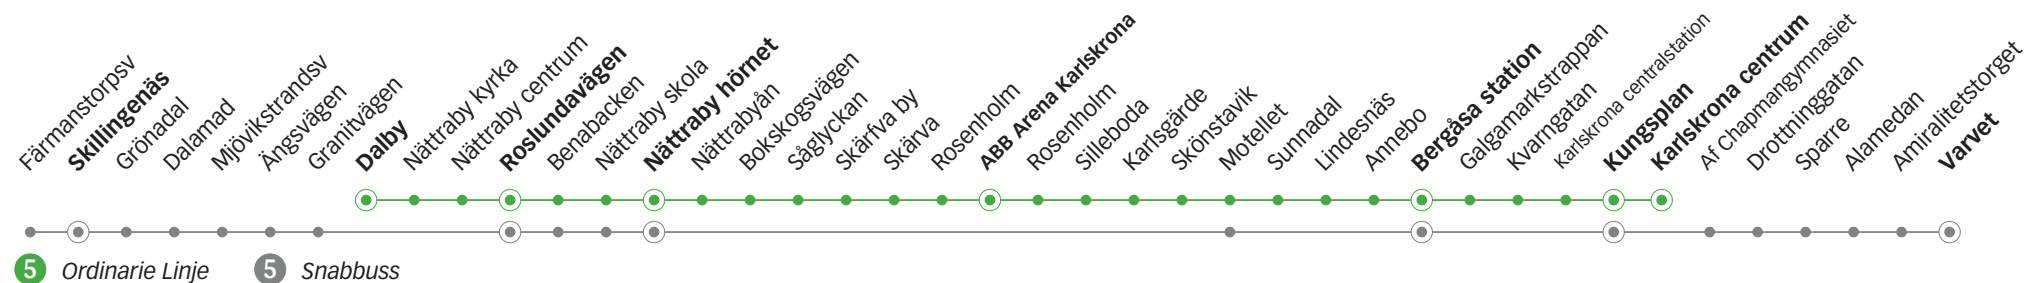 Färmanstorpsv
Skillingenäs
Grönadal
Dalamad
Mjövikstrandsv
Ängsvägen
Granitvägen
Dalby
Nättraby kyrka
Nättraby centrum
Roslundavägen
Benabacken
Nättraby skola
Nättraby hörnet
Nättrabyån
Bokskogsvägen
Såglyckan
Skärfva by
Skärva
Rosenholm
ABB Arena Karlskrona
Rosenholm
Silleboda
Karlsgärde
Skönstavik
Motellet
Sunnadal
Lindesnäs
Annebo
Bergåsa station
Galgamarkstrappan
Kvarngatan
Karlskrona centralstation
Kungsplan
Karlskrona centrum
Af Chapmangymnasiet
Drottninggatan
Sparre
Alamedan
Amiralitetstorget
Varvet
5 Ordinarie Linje
5 Snabbuss